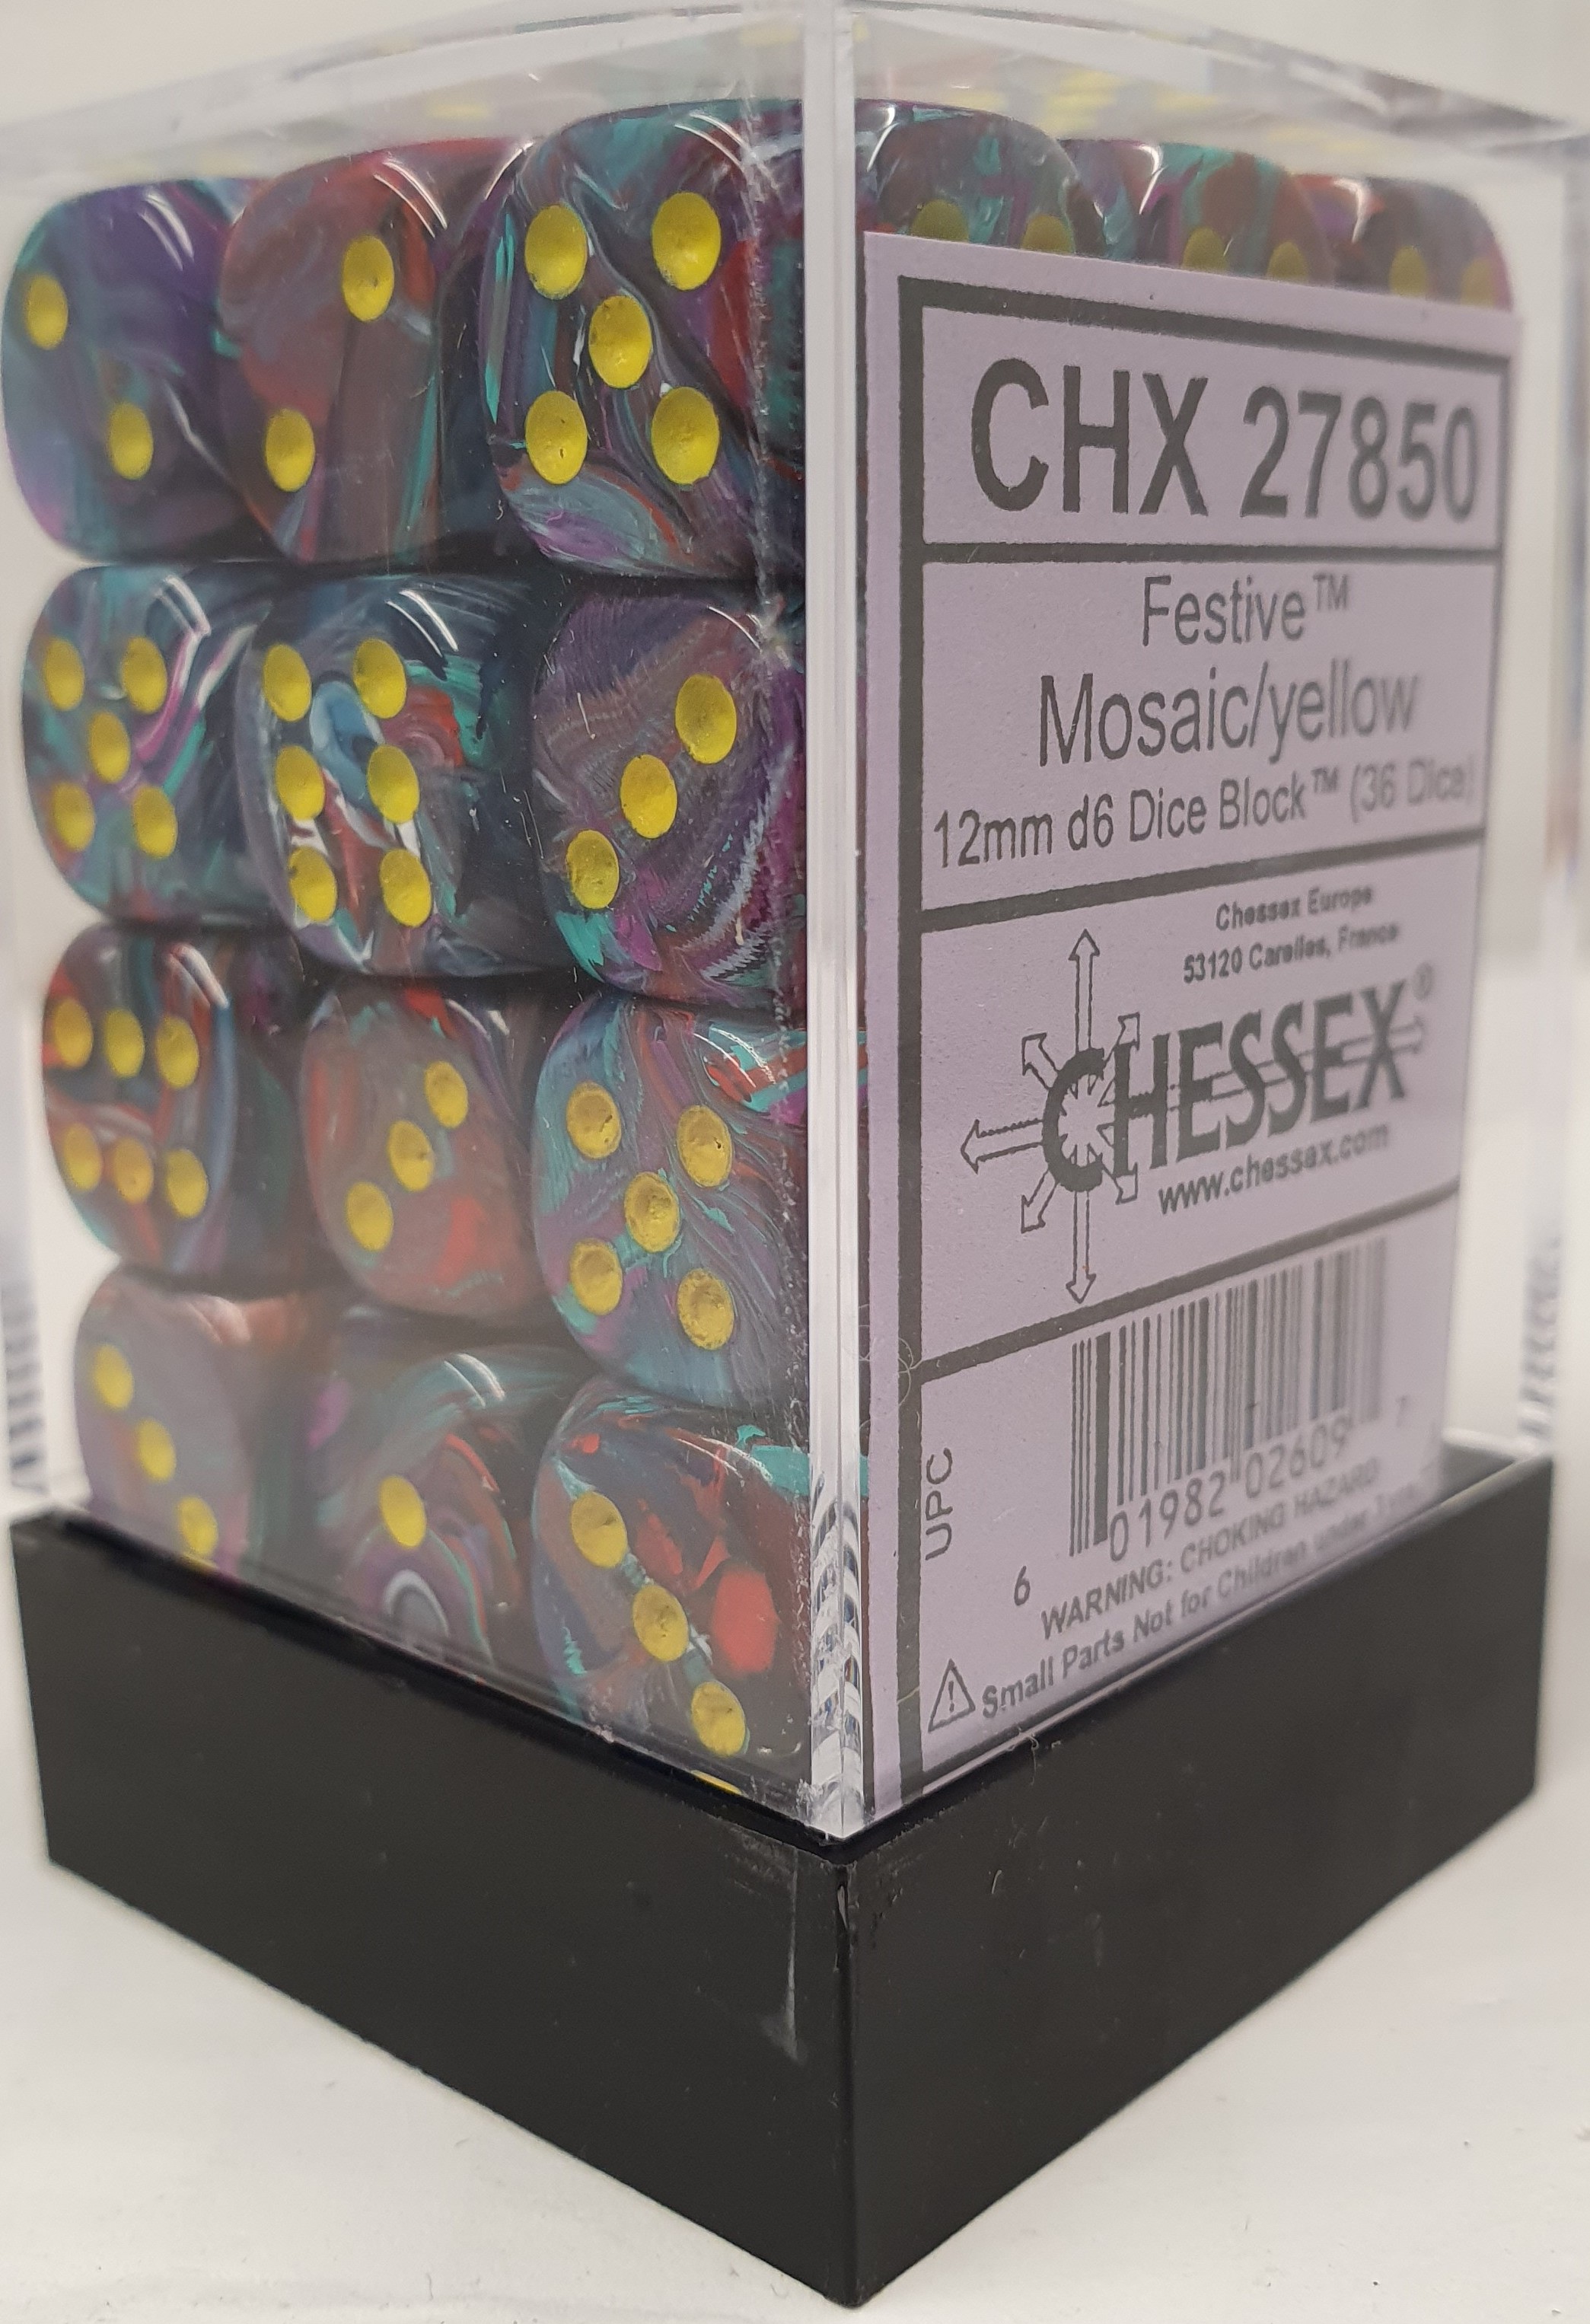 CHX 27850
Festive™
Mosaic/yellow
12mm d6 Dice Block™ (36 Dice)
Chessex Europe
53120 Carelles, France
CHESSEX®
www.chessex.com
UPC
6 01982 02609 7
WARNING: CHOKING HAZARD
Small Parts Not for Children under 3